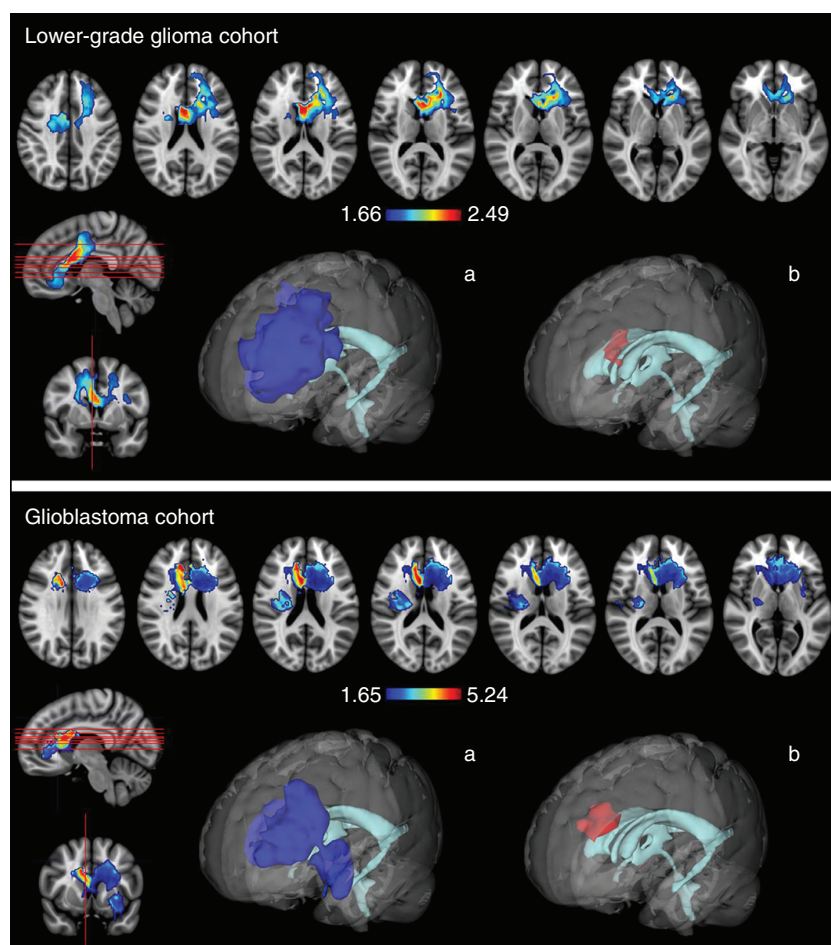 Lower-grade glioma cohort
1.66 2.49
a b
Glioblastoma cohort
1.65 5.24
a b